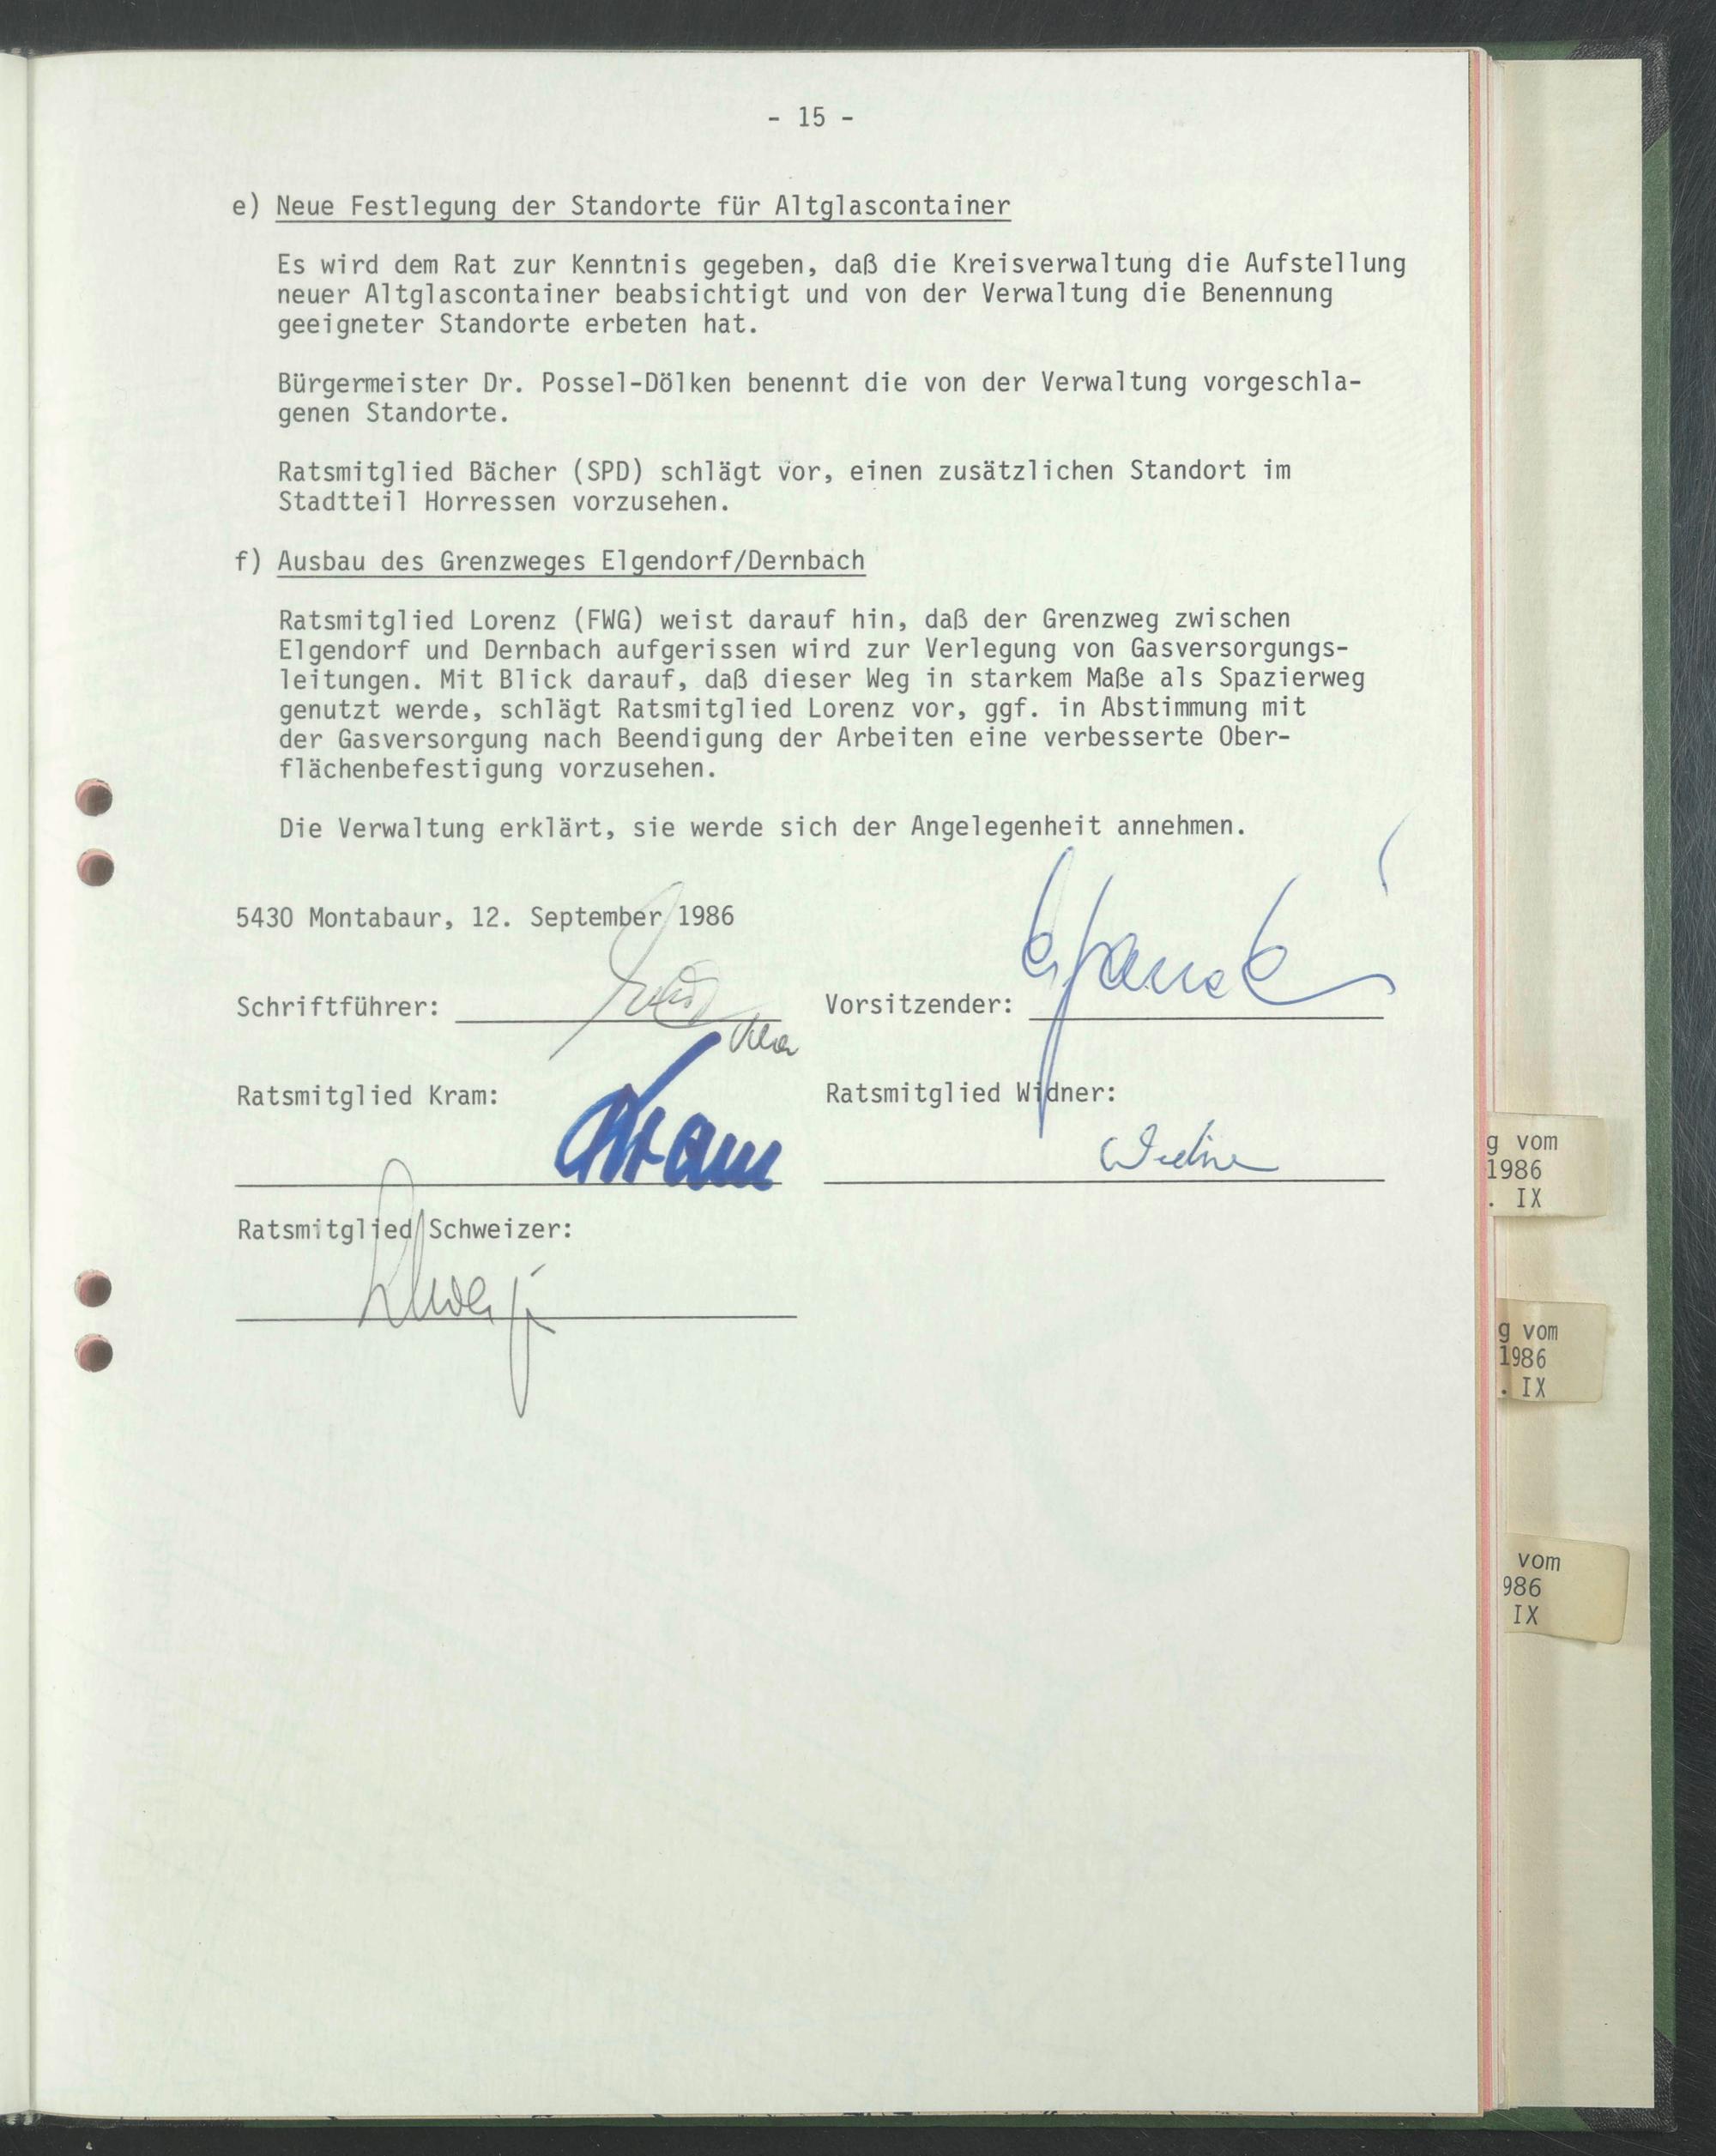 - 15 -
e) Neue Festlegung der Standorte für Altglascontainer
Es wird dem Rat zur Kenntnis gegeben, daß die Kreisverwaltung die Aufstellung
neuer Altglascontainer beabsichtigt und von der Verwaltung die Benennung
geeigneter Standorte erbeten hat.
Bürgermeister Dr. Possel-Dölken benennt die von der Verwaltung vorgeschla-
genen Standorte.
Ratsmitglied Bächer (SPD) schlägt vor, einen zusätzlichen Standort im
Stadtteil Horressen vorzusehen.
f) Ausbau des Grenzweges Elgendorf/Dernbach
Ratsmitglied Lorenz (FWG) weist darauf hin, daß der Grenzweg zwischen
Elgendorf und Dernbach aufgerissen wird zur Verlegung von Gasversorgungs-
leitungen. Mit Blick darauf, daß dieser Weg in starkem Maße als Spazierweg
genutzt werde, schlägt Ratsmitglied Lorenz vor, ggf. in Abstimmung mit
der Gasversorgung nach Beendigung der Arbeiten eine verbesserte Ober-
flächenbefestigung vorzusehen.
Die Verwaltung erklärt, sie werde sich der Angelegenheit annehmen.
5430 Montabaur, 12. September 1986
Schriftführer:
Vorsitzender:
Ratsmitglied Kram:
Kram
Ratsmitglied Widner:
Widner
Ratsmitglied Schweizer:
g vom
1986
. IX
g vom
1986
. IX
vom
986
IX